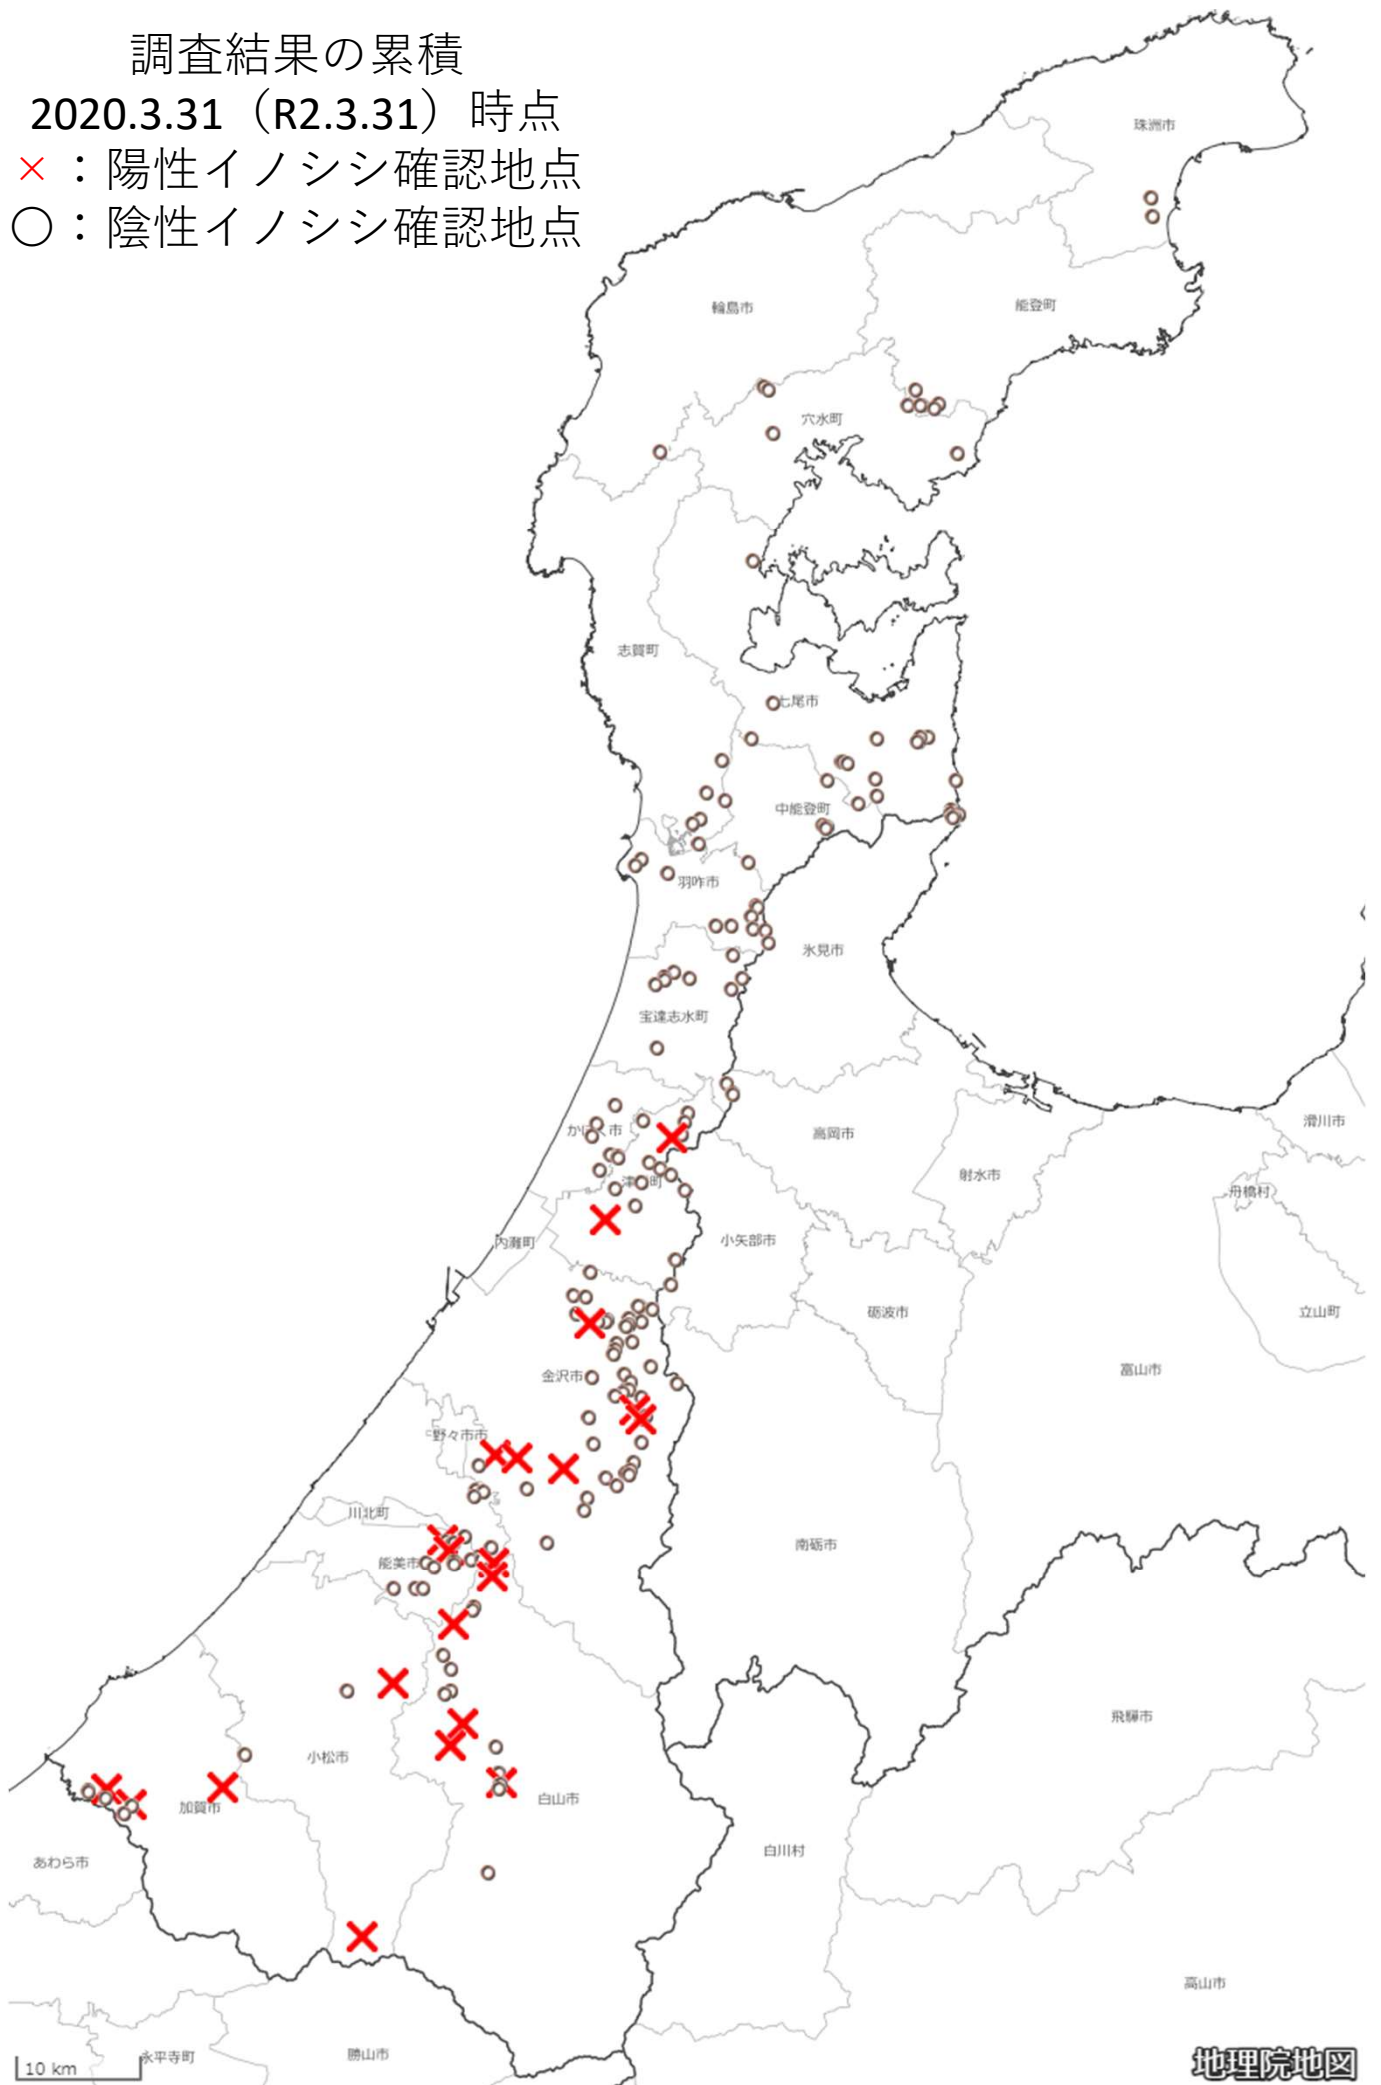 調査結果の累積
2020.3.31（R2.3.31）時点
×：陽性イノシシ確認地点
○：陰性イノシシ確認地点
珠洲市
輪島市
能登町
穴水町
志賀町
七尾市
中能登町
羽咋市
氷見市
宝達志水町
かほく市
高岡市
滑川市
射水市
津幡町
舟橋村
内灘町
小矢部市
砺波市
立山町
金沢市
富山市
野々市市
川北町
南砺市
能美市
飛騨市
小松市
白山市
加賀市
白川村
あわら市
高山市
永平寺町
勝山市
10 km
地理院地図